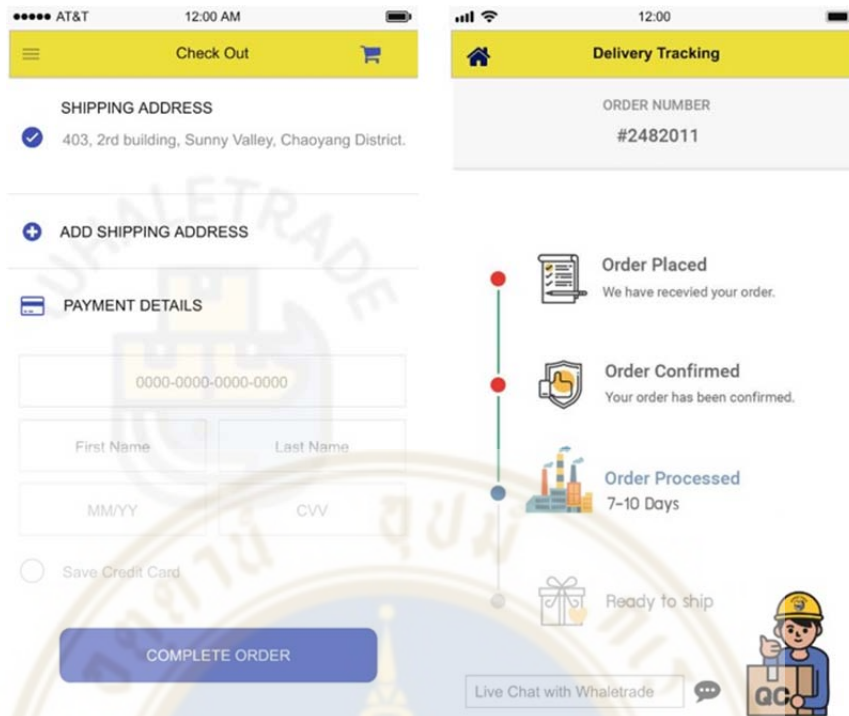 AT&T 12:00 AM
Check Out
SHIPPING ADDRESS
403, 2rd building, Sunny Valley, Chaoyang District.
ADD SHIPPING ADDRESS
PAYMENT DETAILS
0000-0000-0000-0000
First Name Last Name
MM/YY CVV
Save Credit Card
COMPLETE ORDER
12:00
Delivery Tracking
ORDER NUMBER
#2482011
Order Placed
We have recevied your order.
Order Confirmed
Your order has been confirmed.
Order Processed
7-10 Days
Ready to ship
Live Chat with Whaletrade
QC
WHALETRADE